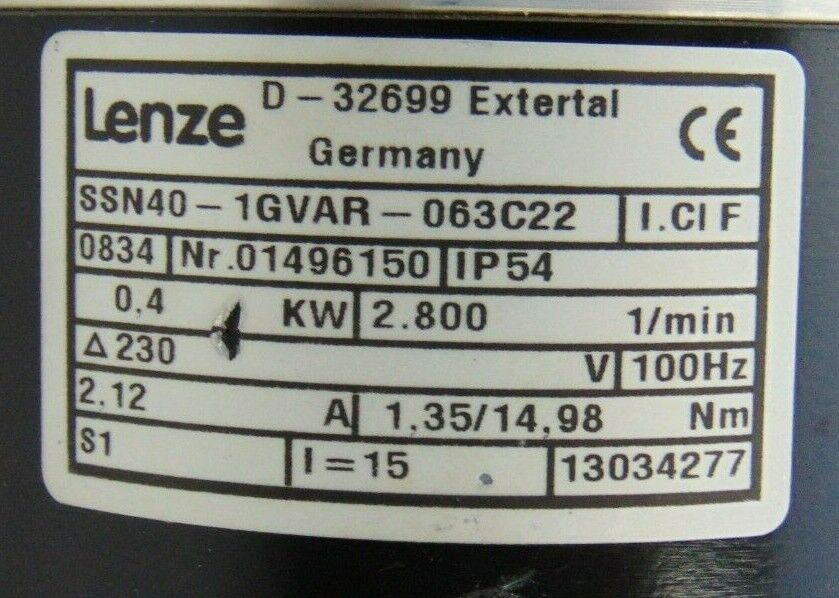 Lenze D-32699 Extertal CE
Germany
SSN40-1GVAR-063C22 I.Cl F
0834 Nr.01496150 IP54
0,4 KW 2.800 1/min
Δ230 V 100Hz
2,12 A 1,35/14,98 Nm
S1 I=15 13034277